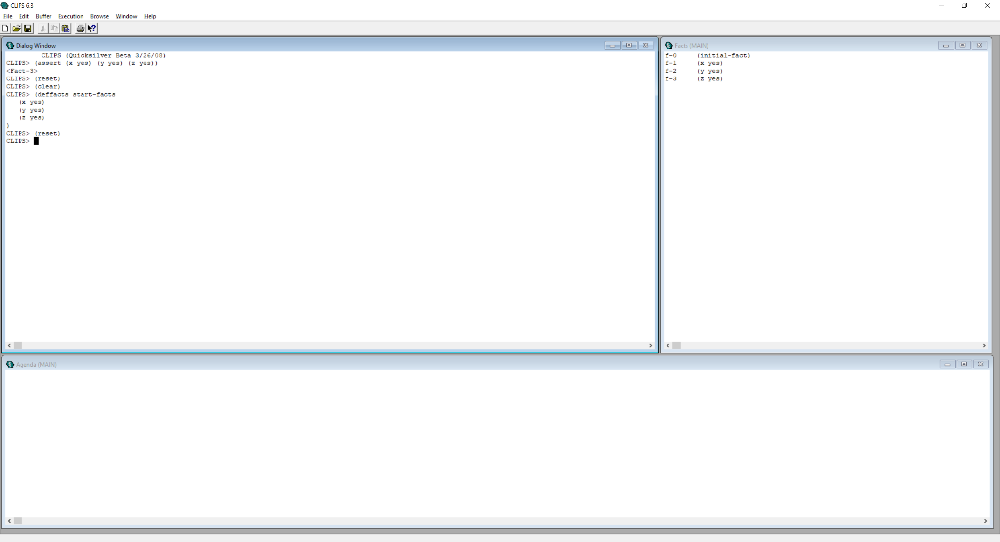 CLIPS 6.3
File Edit Buffer Execution Browse Window Help
Dialog Window
CLIPS (Quicksilver Beta 3/26/08)
CLIPS> (assert (x yes) (y yes) (z yes))
<Fact-3>
CLIPS> (reset)
CLIPS> (clear)
CLIPS> (deffacts start-facts
(x yes)
(y yes)
(z yes)
)
CLIPS> (reset)
CLIPS>
Facts (MAIN)
f-0 (initial-fact)
f-1 (x yes)
f-2 (y yes)
f-3 (z yes)
Agenda (MAIN)